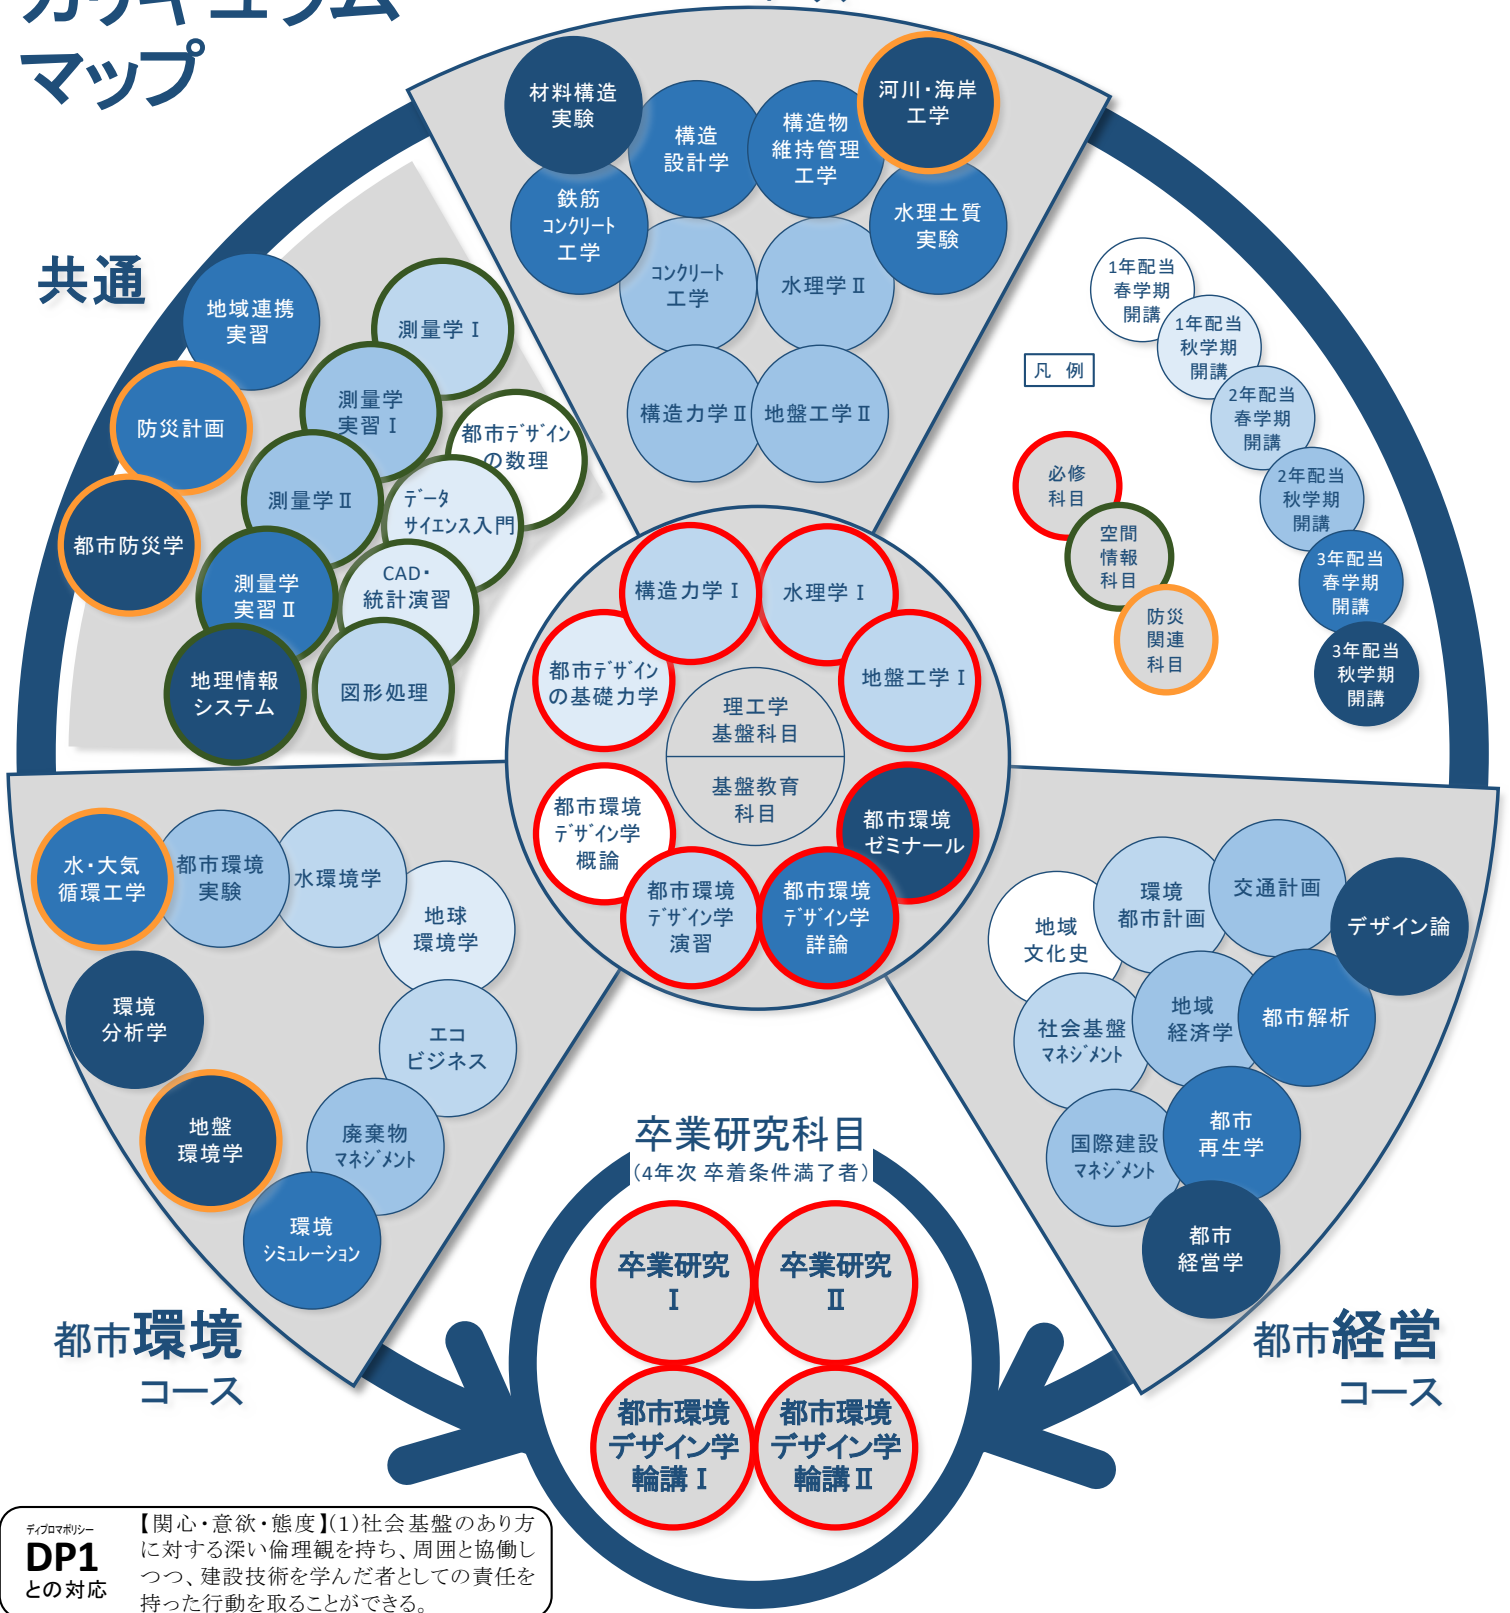 カリキュラム
マップ
材料構造
実験
構造
設計学
構造物
維持管理
工学
河川・海岸
工学
鉄筋
コンクリート
工学
水理土質
実験
コンクリート
工学
水理学Ⅱ
構造力学Ⅱ
地盤工学Ⅱ
共通
地域連携
実習
測量学Ⅰ
防災計画
測量学
実習Ⅰ
都市デザイン
の数理
都市防災学
測量学Ⅱ
データ
サイエンス入門
測量学
実習Ⅱ
CAD・
統計演習
地理情報
システム
図形処理
凡 例
1年配当
春学期
開講
1年配当
秋学期
開講
2年配当
春学期
開講
2年配当
秋学期
開講
3年配当
春学期
開講
3年配当
秋学期
開講
必修
科目
空間
情報
科目
防災
関連
科目
構造力学Ⅰ
水理学Ⅰ
都市デザイン
の基礎力学
地盤工学Ⅰ
理工学
基盤科目
基盤教育
科目
都市環境
デザイン学
概論
都市環境
ゼミナール
都市環境
デザイン学
演習
都市環境
デザイン学
詳論
水・大気
循環工学
都市環境
実験
水環境学
地球
環境学
環境
分析学
エコ
ビジネス
地盤
環境学
廃棄物
マネジメント
環境
シミュレーション
都市環境
コース
地域
文化史
環境
都市計画
交通計画
デザイン論
社会基盤
マネジメント
地域
経済学
都市解析
国際建設
マネジメント
都市
再生学
都市
経営学
都市経営
コース
卒業研究科目
(4年次 卒着条件満了者)
卒業研究
Ⅰ
卒業研究
Ⅱ
都市環境
デザイン学
輪講Ⅰ
都市環境
デザイン学
輪講Ⅱ
ディプロマポリシー
DP1
との対応
【関心・意欲・態度】(1)社会基盤のあり方
に対する深い倫理観を持ち、周囲と協働し
つつ、建設技術を学んだ者としての責任を
持った行動を取ることができる。